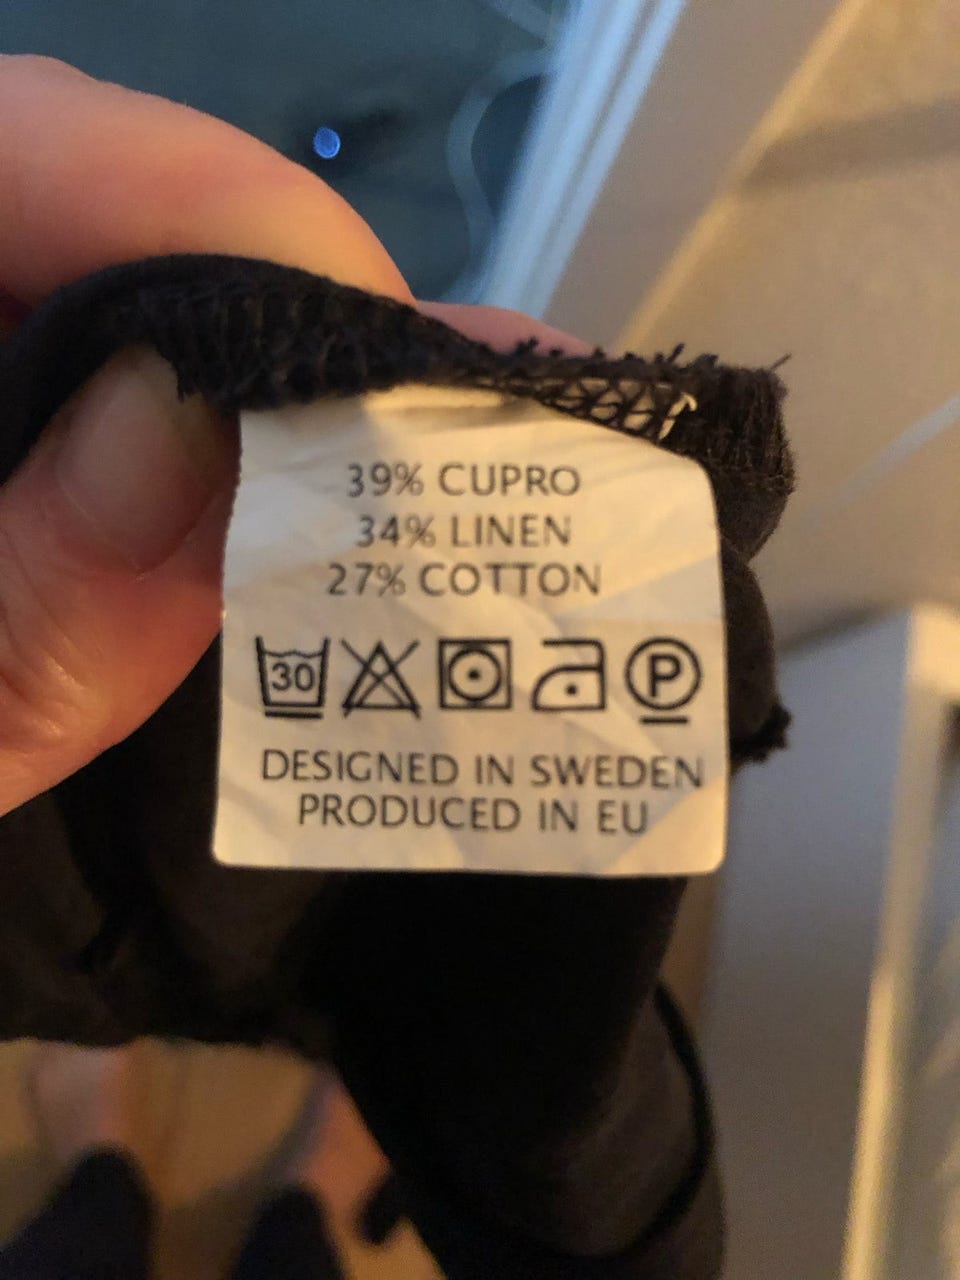 39% CUPRO
34% LINEN
27% COTTON
30 P
DESIGNED IN SWEDEN
PRODUCED IN EU